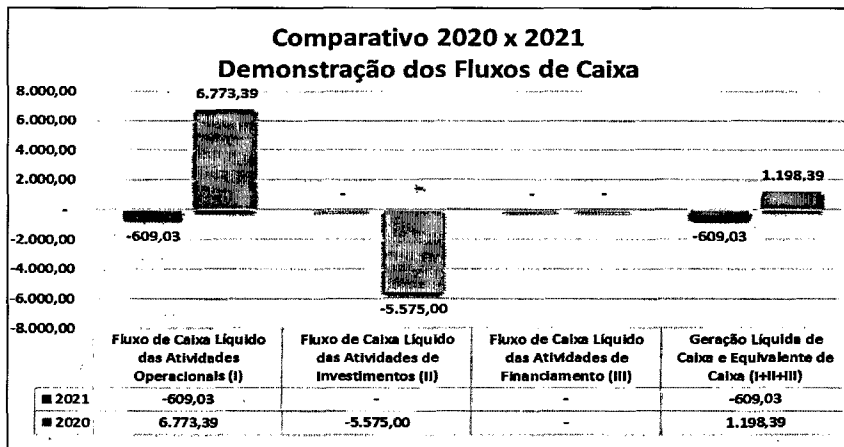 Comparativo 2020 x 2021
Demonstração dos Fluxos de Caixa
8.000,00
6.000,00
4.000,00
2.000,00
-
-2.000,00
-4.000,00
-6.000,00
-8.000,00
6.773,39
-609,03
-
-5.575,00
-
-
-609,03
1.198,39
Fluxo de Caixa Líquido das Atividades Operacionais (I)
Fluxo de Caixa Líquido das Atividades de Investimentos (II)
Fluxo de Caixa Líquido das Atividades de Financiamento (III)
Geração Líquida de Caixa e Equivalente de Caixa (I+II+III)
2021 -609,03 - - -609,03
2020 6.773,39 -5.575,00 - 1.198,39